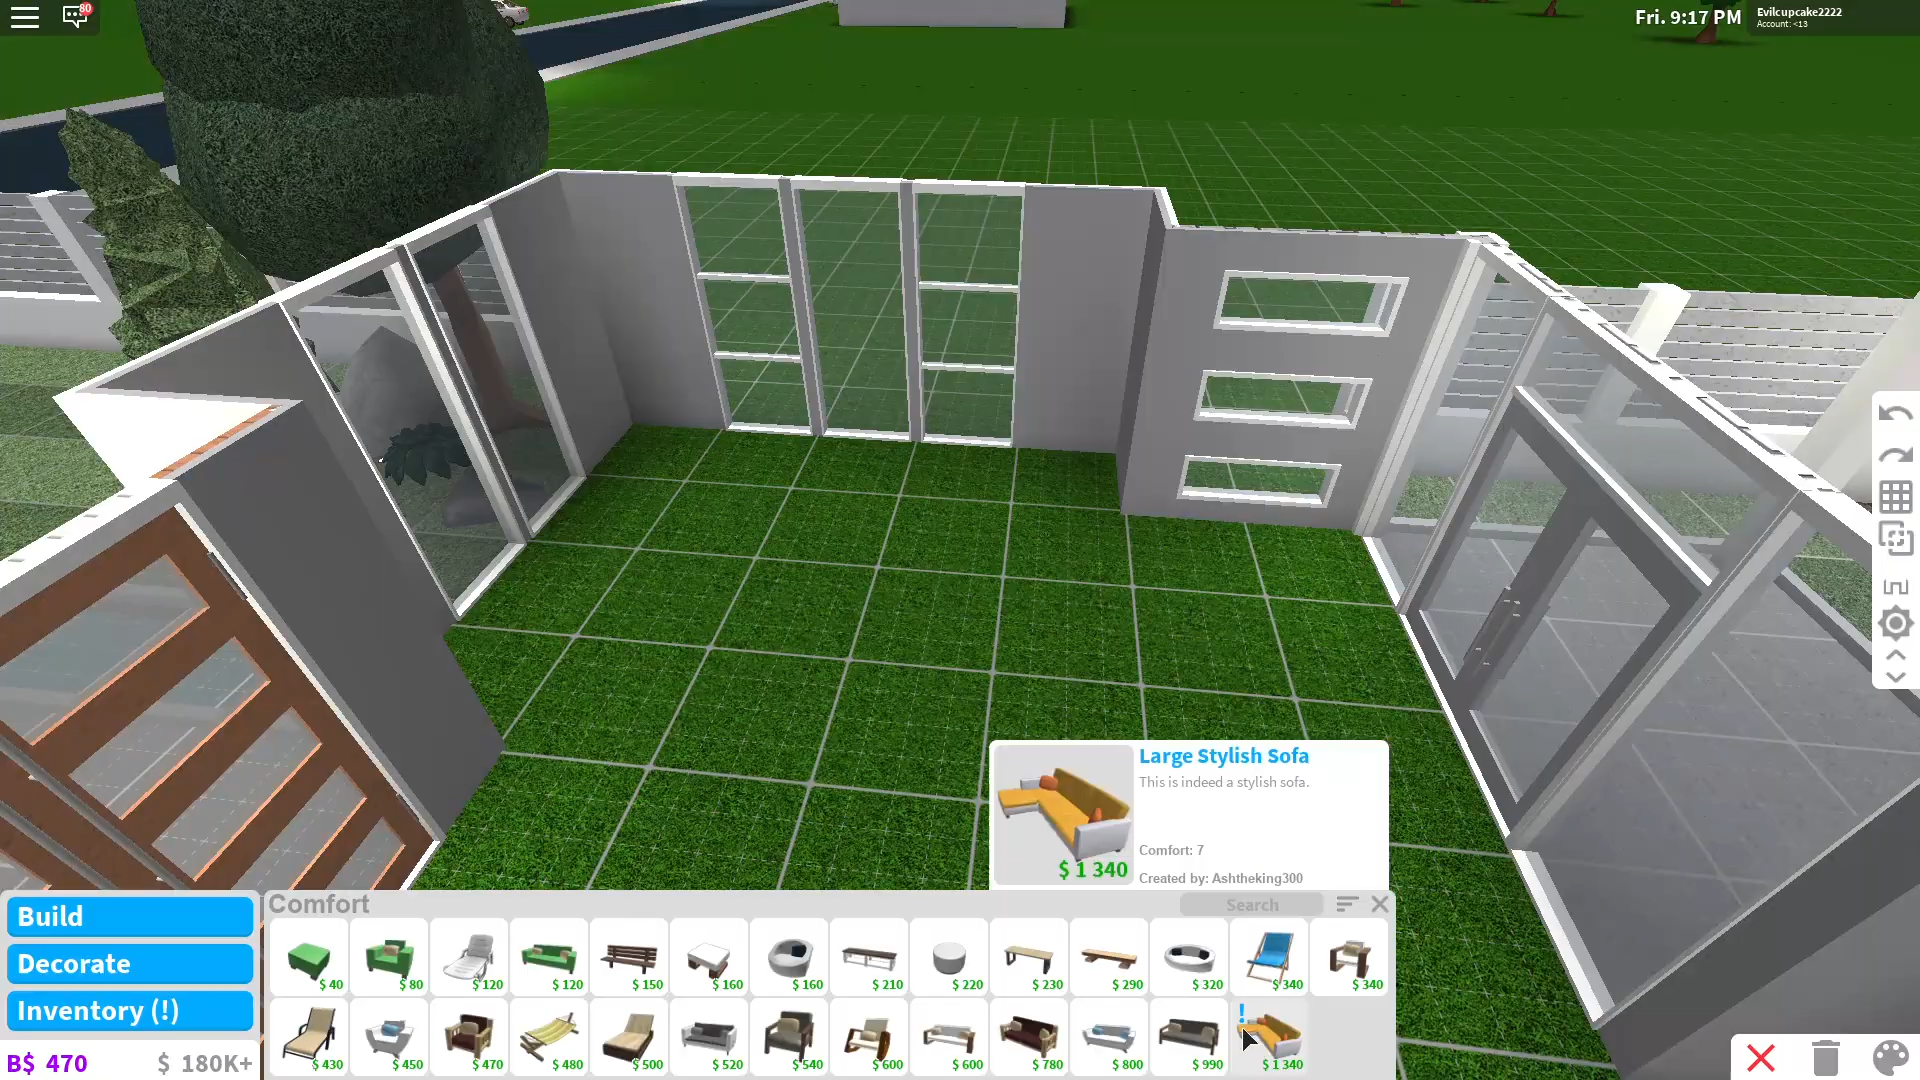 80
Fri. 9:17 PM
Evilcupcake2222
Account: <13
Large Stylish Sofa
This is indeed a stylish sofa.
Comfort: 7
$ 1 340
Created by: Ashtheking300
Comfort
Search
Build
Decorate
Inventory (!)
B$ 470
$ 180K+
$ 40
$ 80
$ 120
$ 120
$ 150
$ 160
$ 160
$ 210
$ 220
$ 230
$ 290
$ 320
$ 340
$ 340
!
$ 430
$ 450
$ 470
$ 480
$ 500
$ 520
$ 540
$ 600
$ 600
$ 780
$ 800
$ 990
$ 1 340